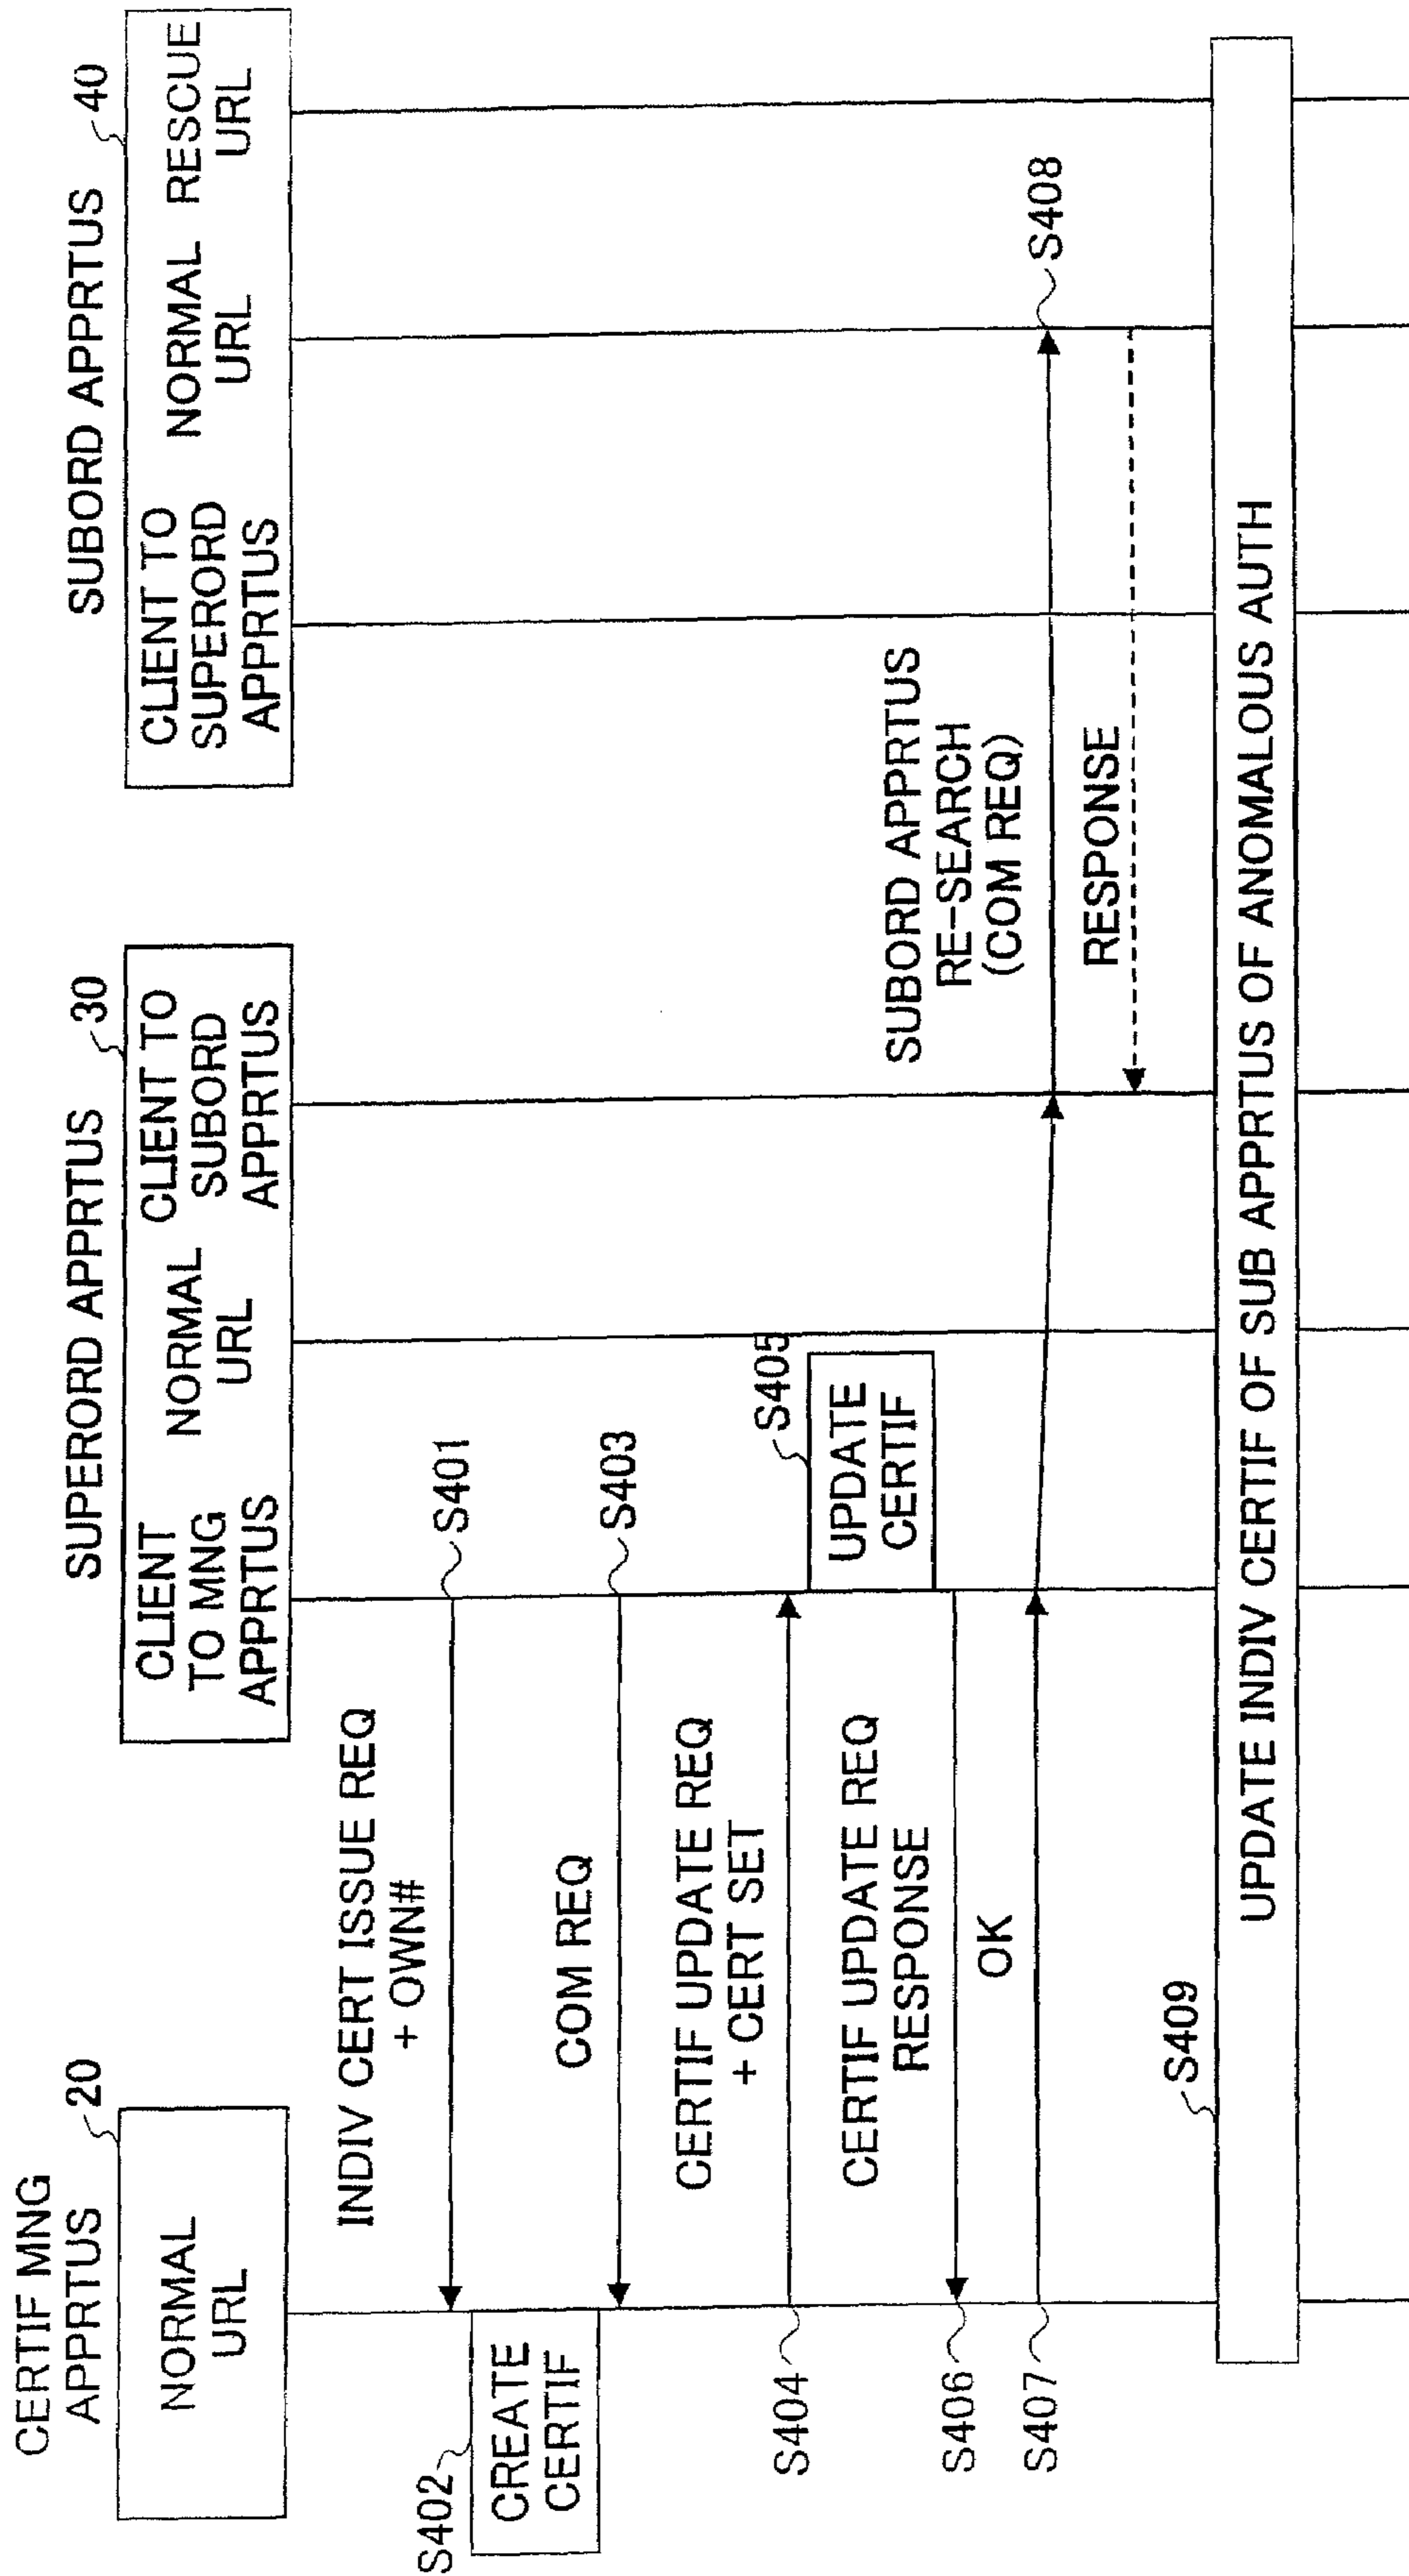 CERTIF MNG
APPRTUS
20
NORMAL
URL
SUPERORD APPRTUS
30
CLIENT
TO MNG
APPRTUS
NORMAL
URL
CLIENT TO
SUBORD
APPRTUS
SUBORD APPRTUS
40
CLIENT TO
SUPERORD
APPRTUS
NORMAL
URL
RESCUE
URL
INDIV CERT ISSUE REQ
+ OWN#
S401
S402
CREATE
CERTIF
COM REQ
S403
CERTIF UPDATE REQ
+ CERT SET
S404
S405
UPDATE
CERTIF
CERTIF UPDATE REQ
RESPONSE
S406
OK
S407
SUBORD APPRTUS
RE-SEARCH
(COM REQ)
S408
RESPONSE
S409
UPDATE INDIV CERTIF OF SUB APPRTUS OF ANOMALOUS AUTH